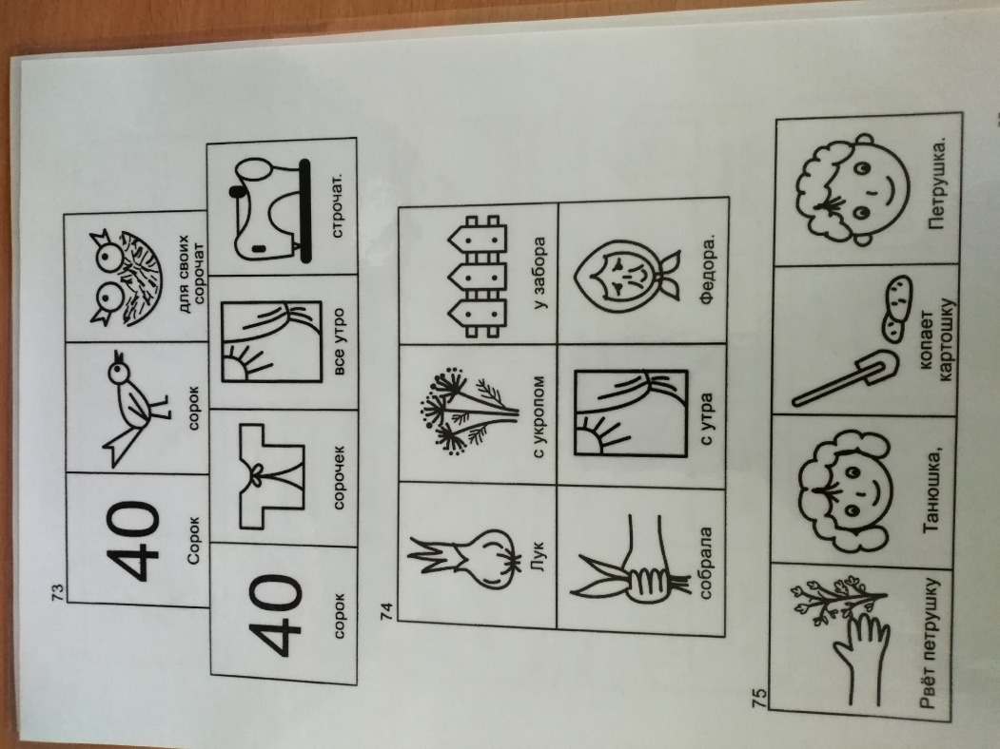 73
40
40
Сорок
сорок
для своих
сорочат
сорок
сорочек
все утро
строчат.
74
Лук
с укропом
у забора
собрала
с утра
Федора.
75
Рвёт петрушку
Танюшка,
копает
картошку
Петрушка.